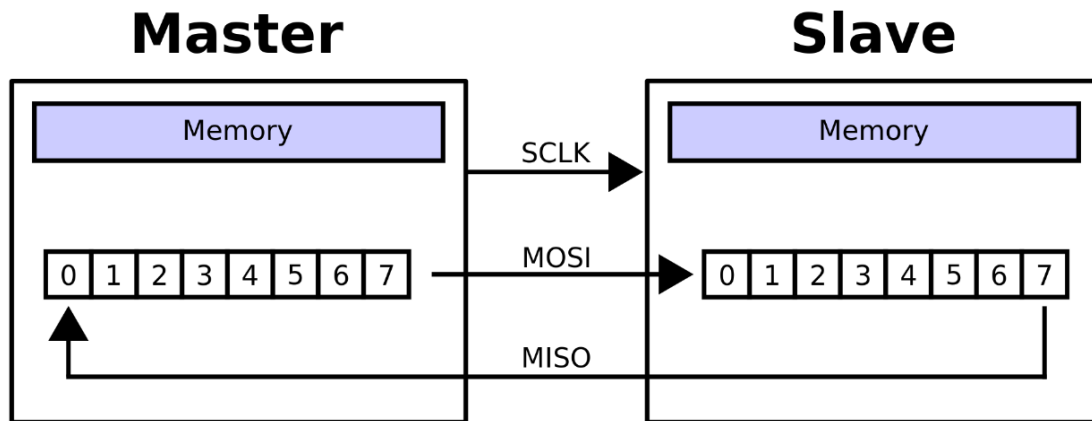 Master Slave
Memory Memory
SCLK
MOSI
0 1 2 3 4 5 6 7 0 1 2 3 4 5 6 7
MISO